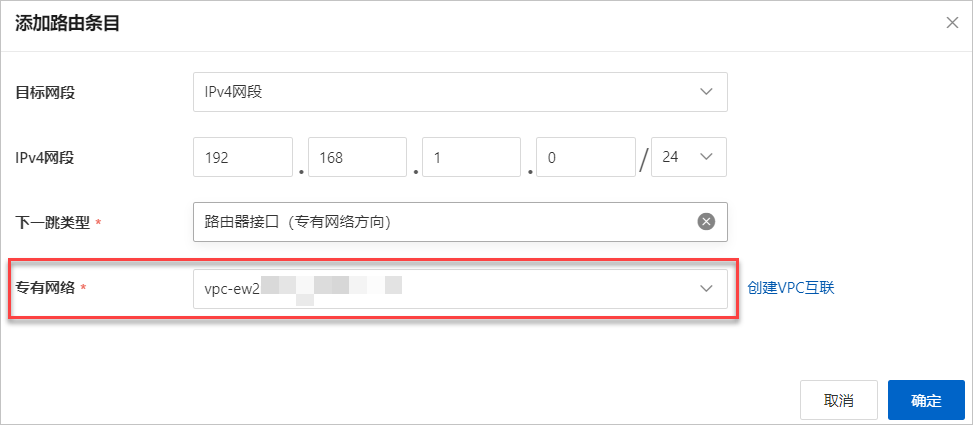 添加路由条目
目标网段 IPv4网段
IPv4网段 192 . 168 . 1 . 0 / 24
下一跳类型 * 路由器接口（专有网络方向）
专有网络 * vpc-ew2 创建VPC互联
取消 确定